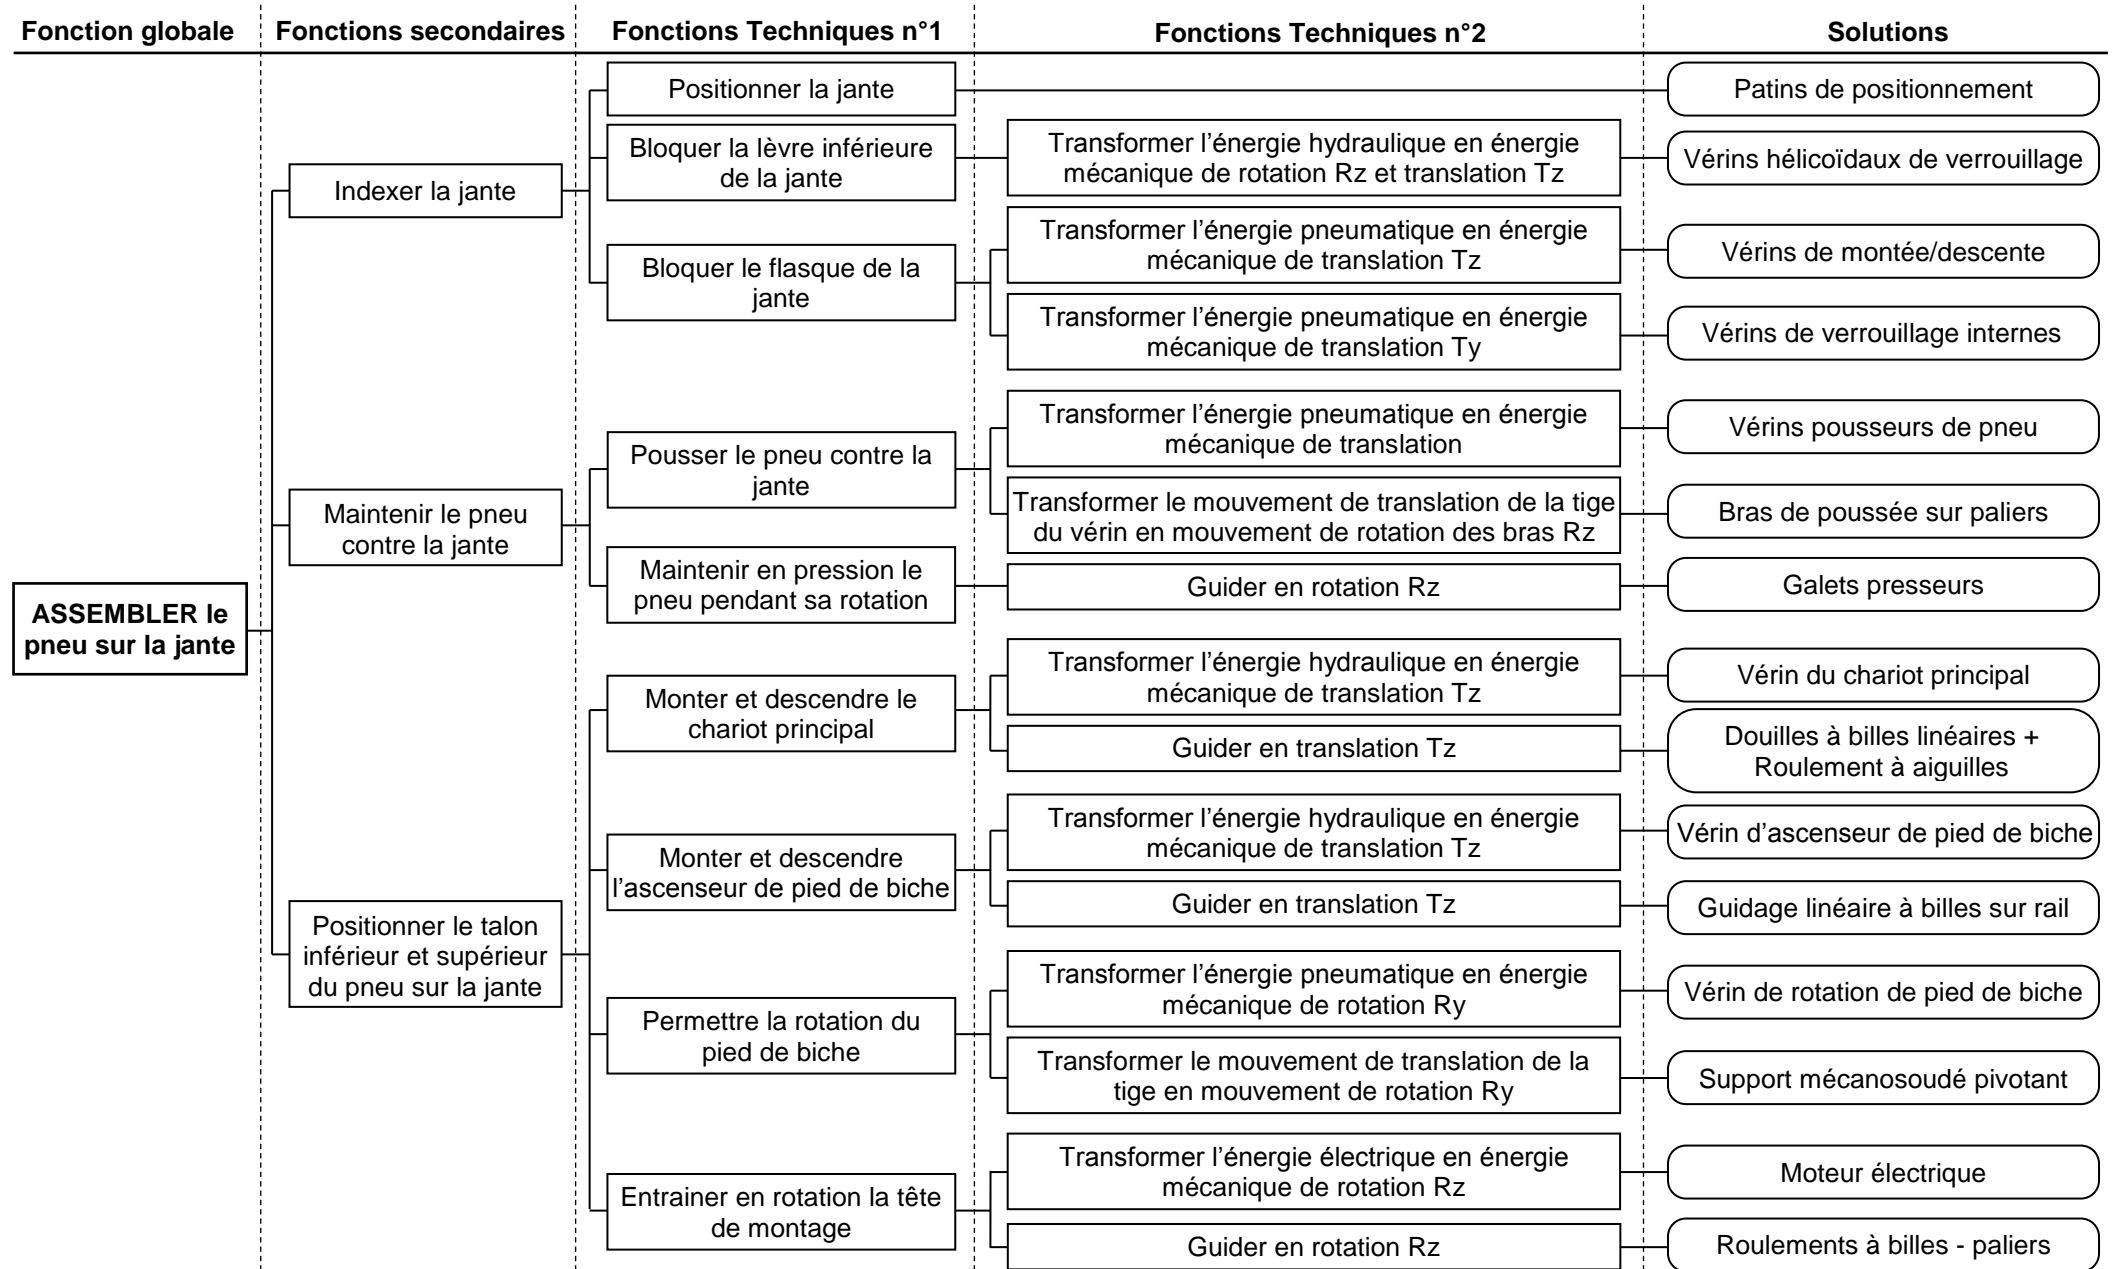 Fonction globale
Fonctions secondaires
Fonctions Techniques n°1
Fonctions Techniques n°2
Solutions
ASSEMBLER le
pneu sur la jante
Indexer la jante
Positionner la jante
Patins de positionnement
Bloquer la lèvre inférieure
de la jante
Transformer l’énergie hydraulique en énergie
mécanique de rotation Rz et translation Tz
Vérins hélicoïdaux de verrouillage
Bloquer le flasque de la
jante
Transformer l’énergie pneumatique en énergie
mécanique de translation Tz
Vérins de montée/descente
Transformer l’énergie pneumatique en énergie
mécanique de translation Ty
Vérins de verrouillage internes
Maintenir le pneu
contre la jante
Pousser le pneu contre la
jante
Transformer l’énergie pneumatique en énergie
mécanique de translation
Vérins pousseurs de pneu
Transformer le mouvement de translation de la tige
du vérin en mouvement de rotation des bras Rz
Bras de poussée sur paliers
Maintenir en pression le
pneu pendant sa rotation
Guider en rotation Rz
Galets presseurs
Positionner le talon
inférieur et supérieur
du pneu sur la jante
Monter et descendre le
chariot principal
Transformer l’énergie hydraulique en énergie
mécanique de translation Tz
Vérin du chariot principal
Guider en translation Tz
Douilles à billes linéaires +
Roulement à aiguilles
Monter et descendre
l’ascenseur de pied de biche
Transformer l’énergie hydraulique en énergie
mécanique de translation Tz
Vérin d’ascenseur de pied de biche
Guider en translation Tz
Guidage linéaire à billes sur rail
Permettre la rotation du
pied de biche
Transformer l’énergie pneumatique en énergie
mécanique de rotation Ry
Vérin de rotation de pied de biche
Transformer le mouvement de translation de la
tige en mouvement de rotation Ry
Support mécanosoudé pivotant
Entrainer en rotation la tête
de montage
Transformer l’énergie électrique en énergie
mécanique de rotation Rz
Moteur électrique
Guider en rotation Rz
Roulements à billes - paliers